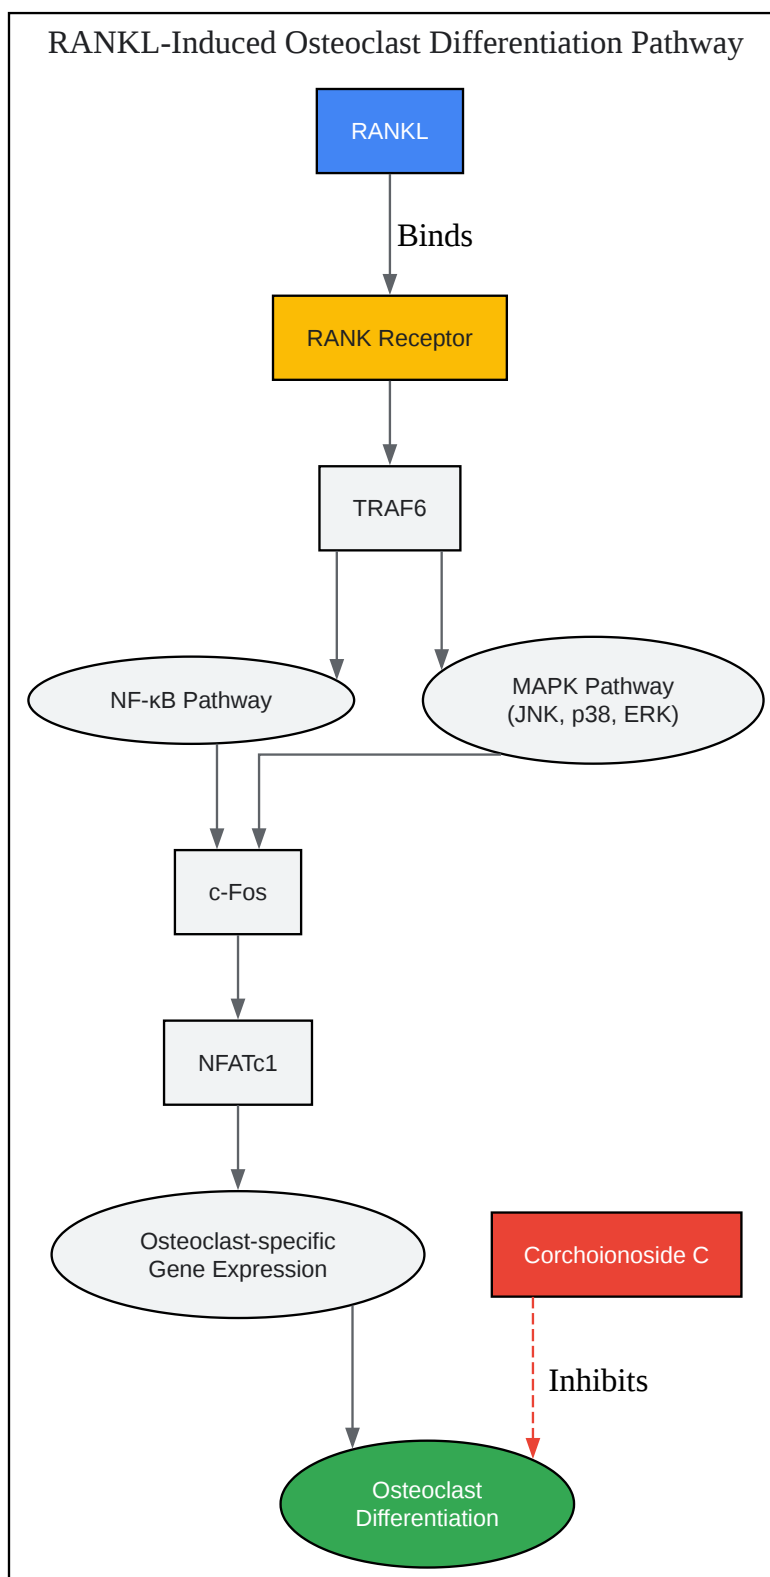 RANKL-Induced Osteoclast Differentiation Pathway
RANKL
Binds
RANK Receptor
TRAF6
NF-κB Pathway
MAPK Pathway
(JNK, p38, ERK)
c-Fos
NFATc1
Osteoclast-specific
Gene Expression
Corchoionoside C
Inhibits
Osteoclast
Differentiation